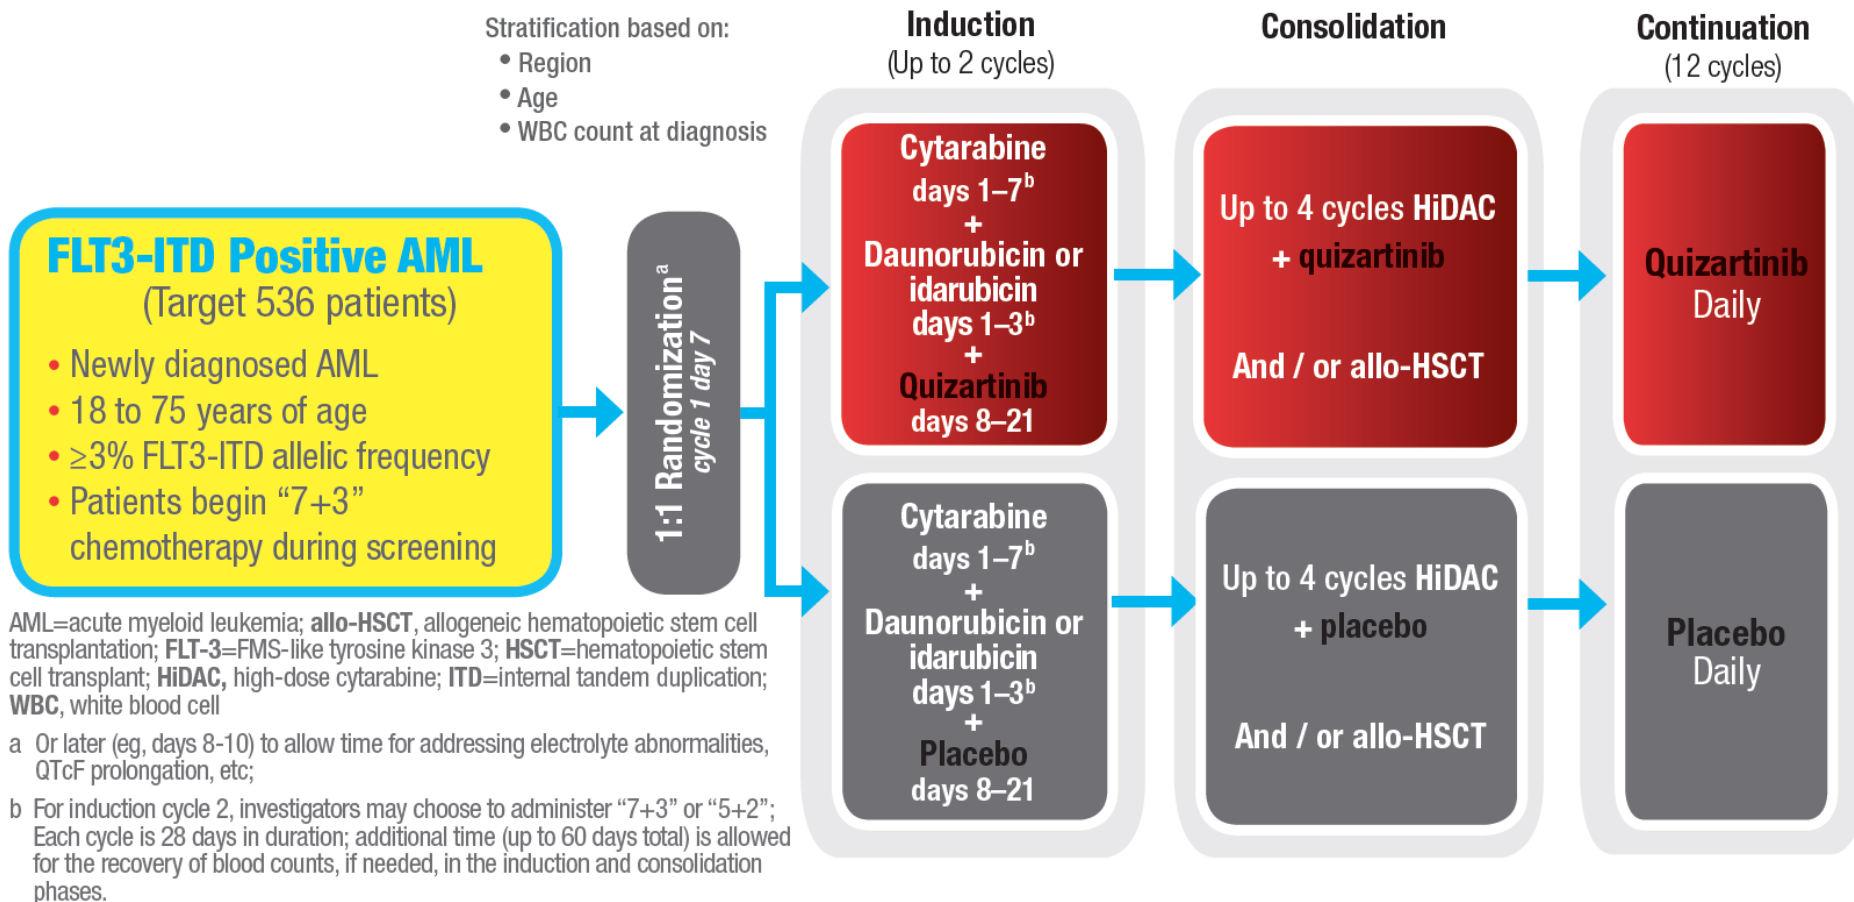 Stratification based on:
• Region
• Age
• WBC count at diagnosis
FLT3-ITD Positive AML
(Target 536 patients)
• Newly diagnosed AML
• 18 to 75 years of age
• ≥3% FLT3-ITD allelic frequency
• Patients begin “7+3”
chemotherapy during screening
1:1 Randomizationª
cycle 1 day 7
Induction
(Up to 2 cycles)
Cytarabine
days 1–7ᵇ
+
Daunorubicin or
idarubicin
days 1–3ᵇ
+
Quizartinib
days 8–21
Cytarabine
days 1–7ᵇ
+
Daunorubicin or
idarubicin
days 1–3ᵇ
+
Placebo
days 8–21
Consolidation
Up to 4 cycles HiDAC
+ quizartinib
And / or allo-HSCT
Up to 4 cycles HiDAC
+ placebo
And / or allo-HSCT
Continuation
(12 cycles)
Quizartinib
Daily
Placebo
Daily
AML=acute myeloid leukemia; allo-HSCT, allogeneic hematopoietic stem cell
transplantation; FLT-3=FMS-like tyrosine kinase 3; HSCT=hematopoietic stem
cell transplant; HiDAC, high-dose cytarabine; ITD=internal tandem duplication;
WBC, white blood cell
a Or later (eg, days 8-10) to allow time for addressing electrolyte abnormalities,
QTcF prolongation, etc;
b For induction cycle 2, investigators may choose to administer “7+3” or “5+2”;
Each cycle is 28 days in duration; additional time (up to 60 days total) is allowed
for the recovery of blood counts, if needed, in the induction and consolidation
phases.